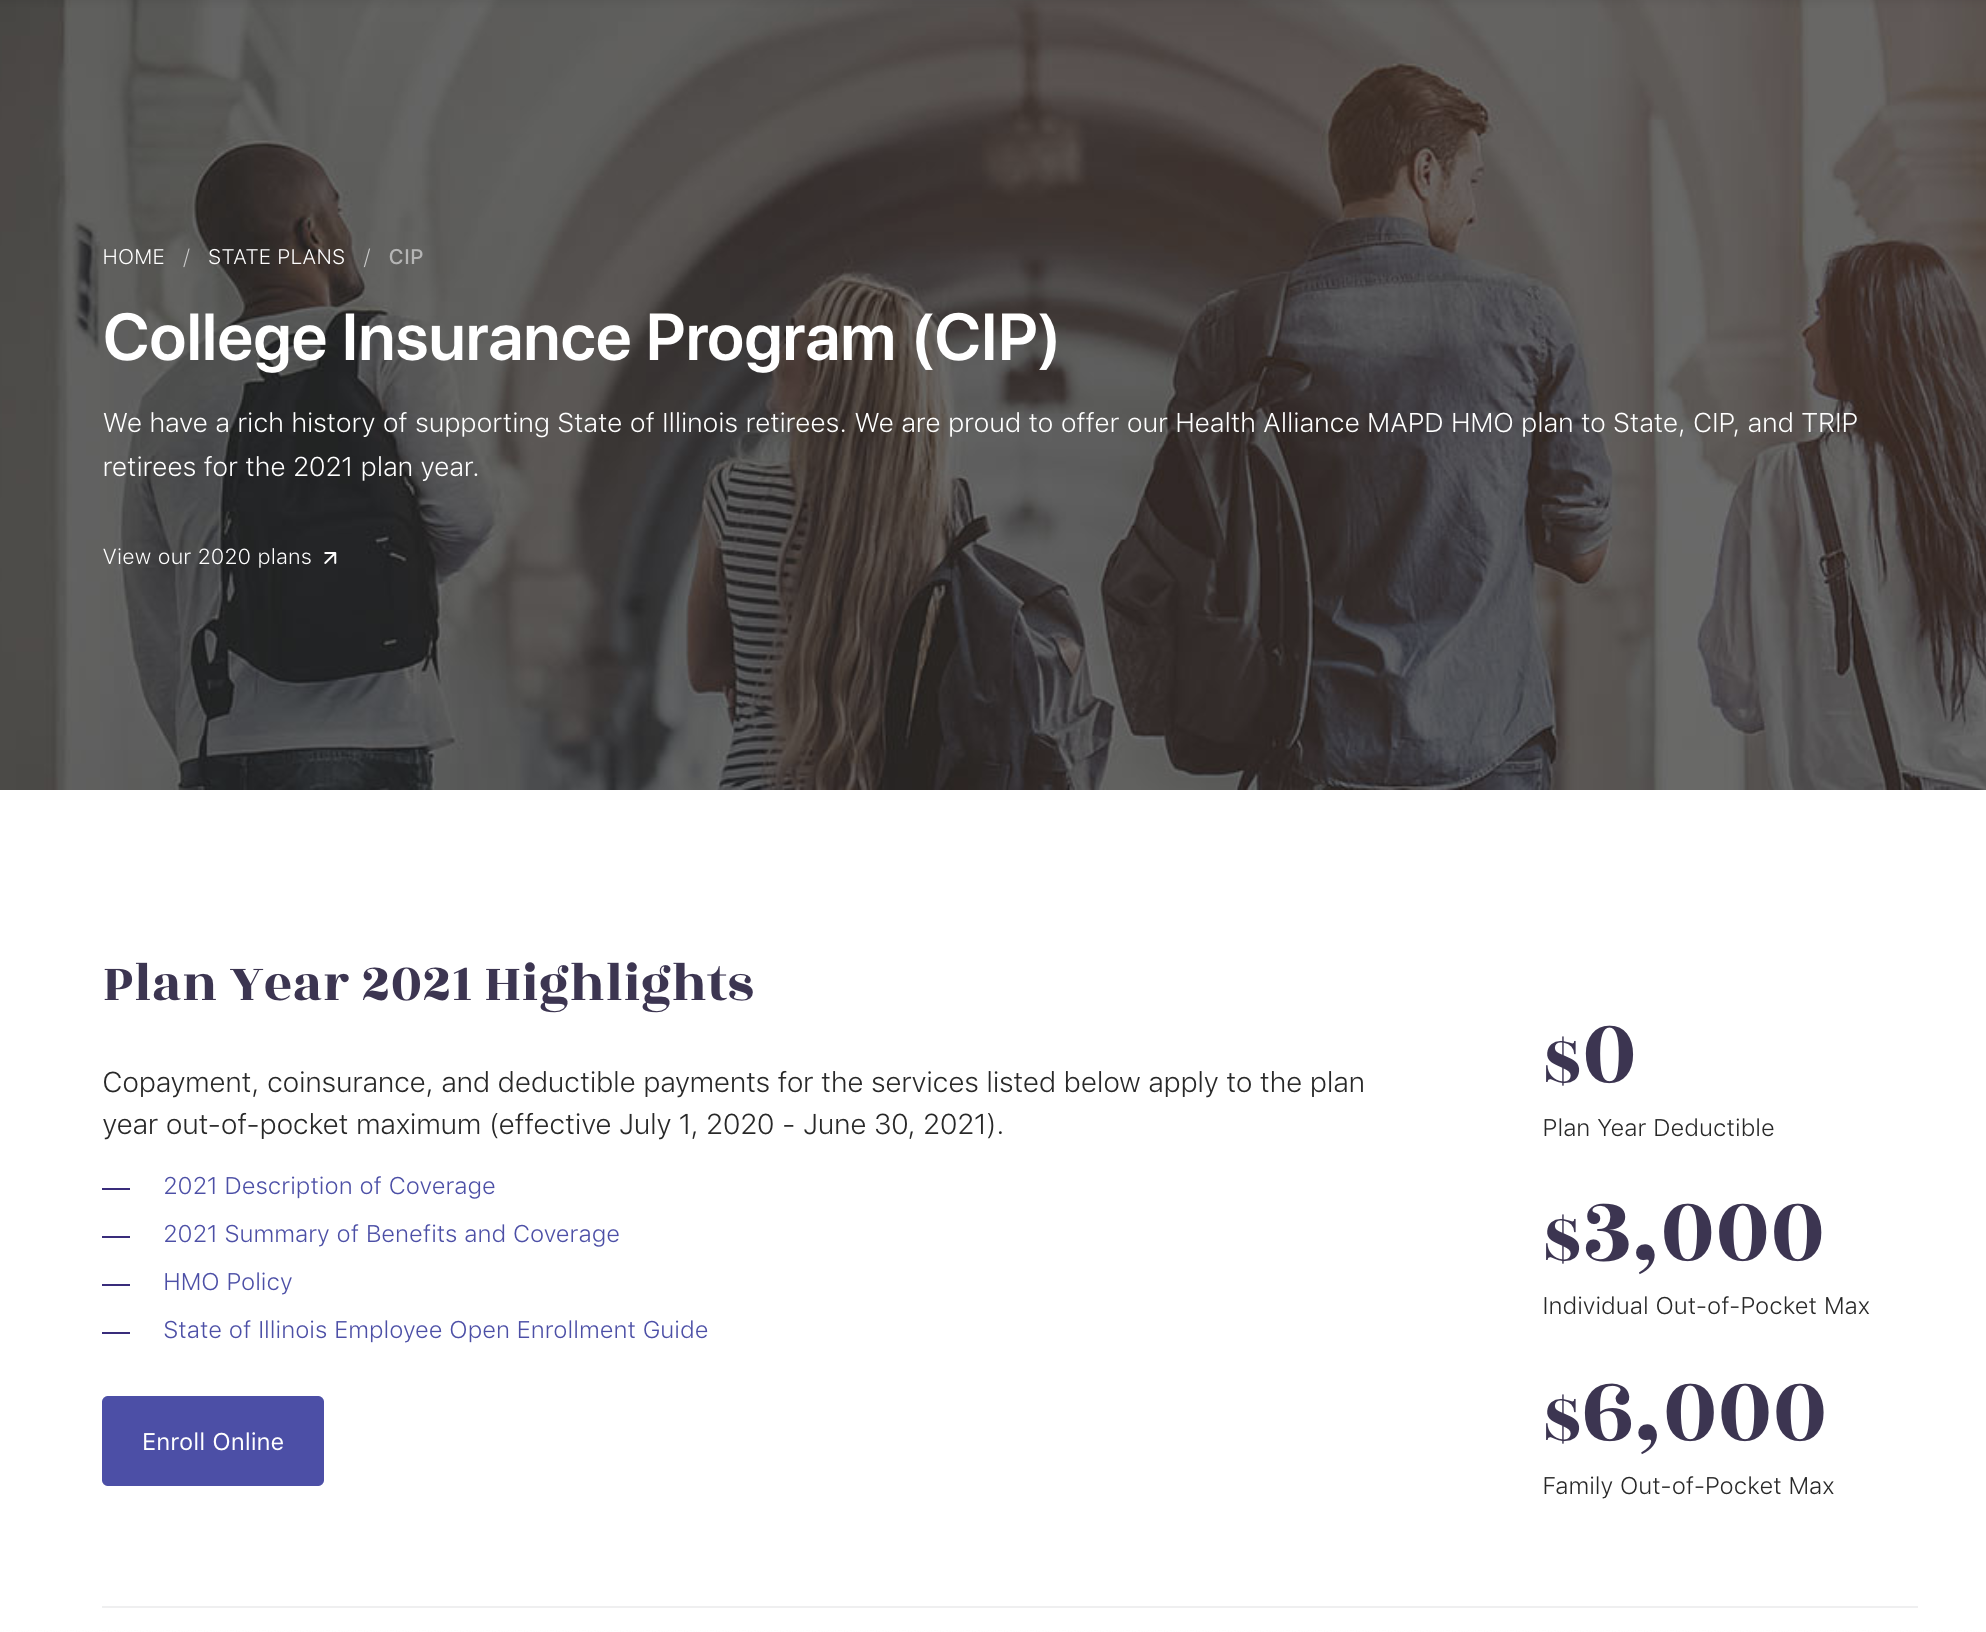 HOME / STATE PLANS / CIP
College Insurance Program (CIP)
We have a rich history of supporting State of Illinois retirees. We are proud to offer our Health Alliance MAPD HMO plan to State, CIP, and TRIP
retirees for the 2021 plan year.
View our 2020 plans
Plan Year 2021 Highlights
Copayment, coinsurance, and deductible payments for the services listed below apply to the plan
year out-of-pocket maximum (effective July 1, 2020 - June 30, 2021).
— 2021 Description of Coverage
— 2021 Summary of Benefits and Coverage
— HMO Policy
— State of Illinois Employee Open Enrollment Guide
Enroll Online
$0
Plan Year Deductible
$3,000
Individual Out-of-Pocket Max
$6,000
Family Out-of-Pocket Max